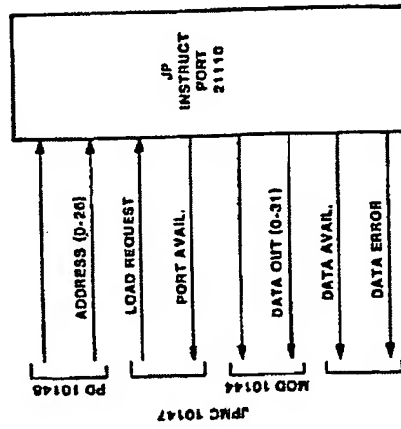 JP
INSTRUCT
PORT
21110
ADDRESS (0-26)
LOAD REQUEST
PORT AVAIL.
DATA OUT (0-31)
DATA AVAIL.
DATA ERROR
PD 10148
MOD 10144
JPMC 10147